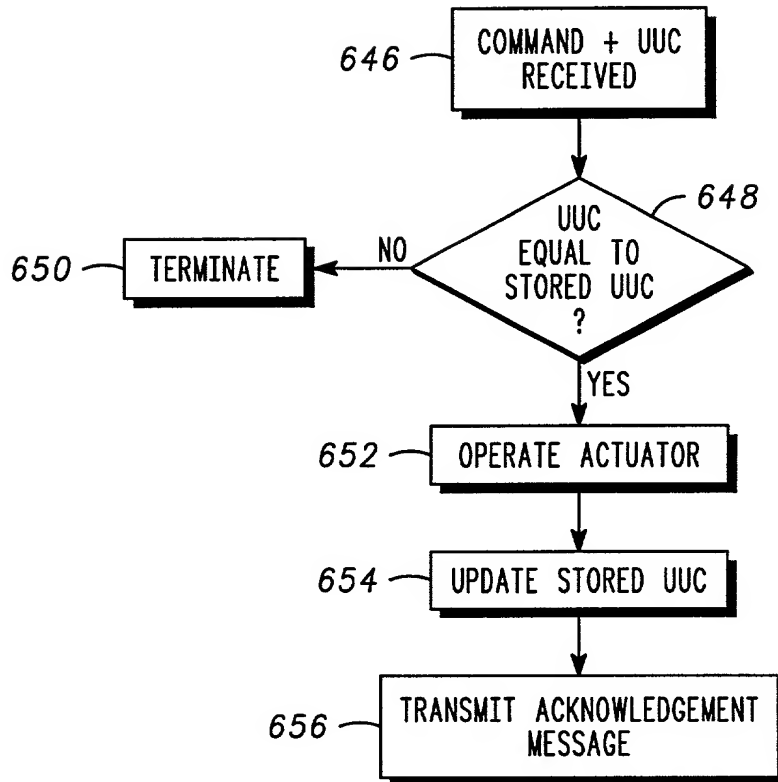 646
COMMAND + UUC
RECEIVED
648
UUC
EQUAL TO
STORED UUC
?
NO
650
TERMINATE
YES
652
OPERATE ACTUATOR
654
UPDATE STORED UUC
656
TRANSMIT ACKNOWLEDGEMENT
MESSAGE